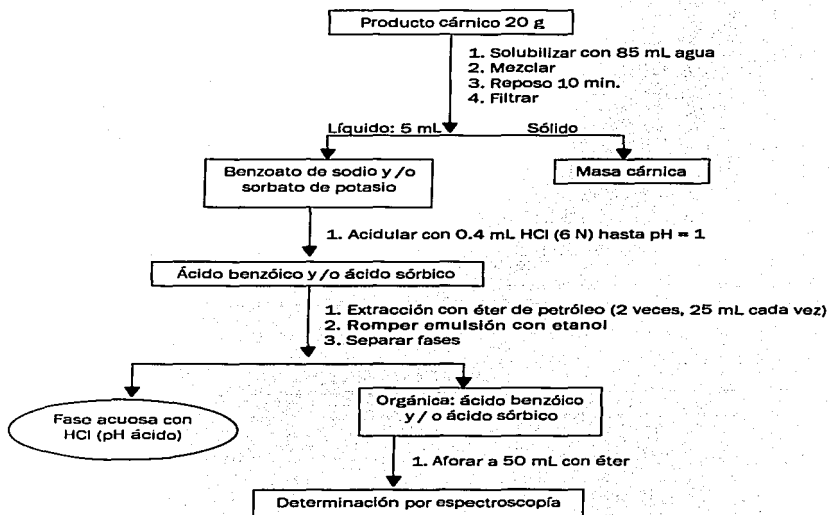 Producto cárnico 20 g
1. Solubilizar con 85 mL agua
2. Mezclar
3. Reposo 10 min.
4. Filtrar
Líquido: 5 mL
Sólido
Benzoato de sodio y /o
sorbato de potasio
Masa cárnica
1. Acidular con 0.4 mL HCl (6 N) hasta pH = 1
Ácido benzóico y /o ácido sórbico
1. Extracción con éter de petróleo (2 veces, 25 mL cada vez)
2. Romper emulsión con etanol
3. Separar fases
Fase acuosa con
HCl (pH ácido)
Orgánica: ácido benzóico
y / o ácido sórbico
1. Aforar a 50 mL con éter
Determinación por espectroscopía